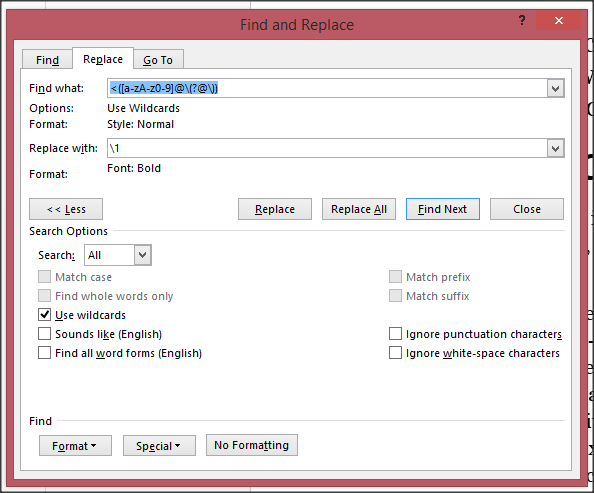 Find and Replace
Find Replace Go To
Find what: <([a-zA-z0-9]@\(?@\))
Options: Use Wildcards
Format: Style: Normal
Replace with: \1
Format: Font: Bold
<< Less Replace Replace All Find Next Close
Search Options
Search: All
Match case Match prefix
Find whole words only Match suffix
Use wildcards
Sounds like (English) Ignore punctuation characters
Find all word forms (English) Ignore white-space characters
Find
Format Special No Formatting